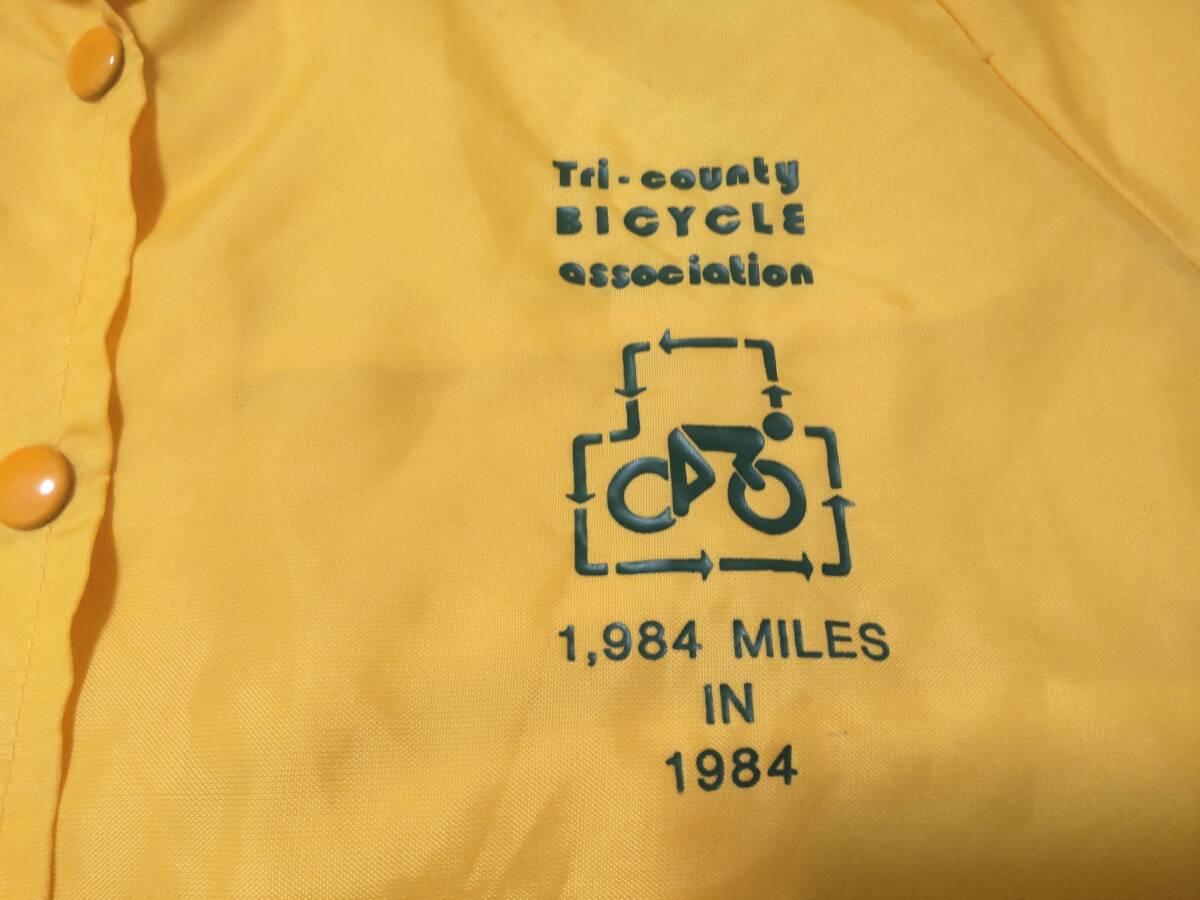 Tri-county
BICYCLE
association
1,984 MILES
IN
1984